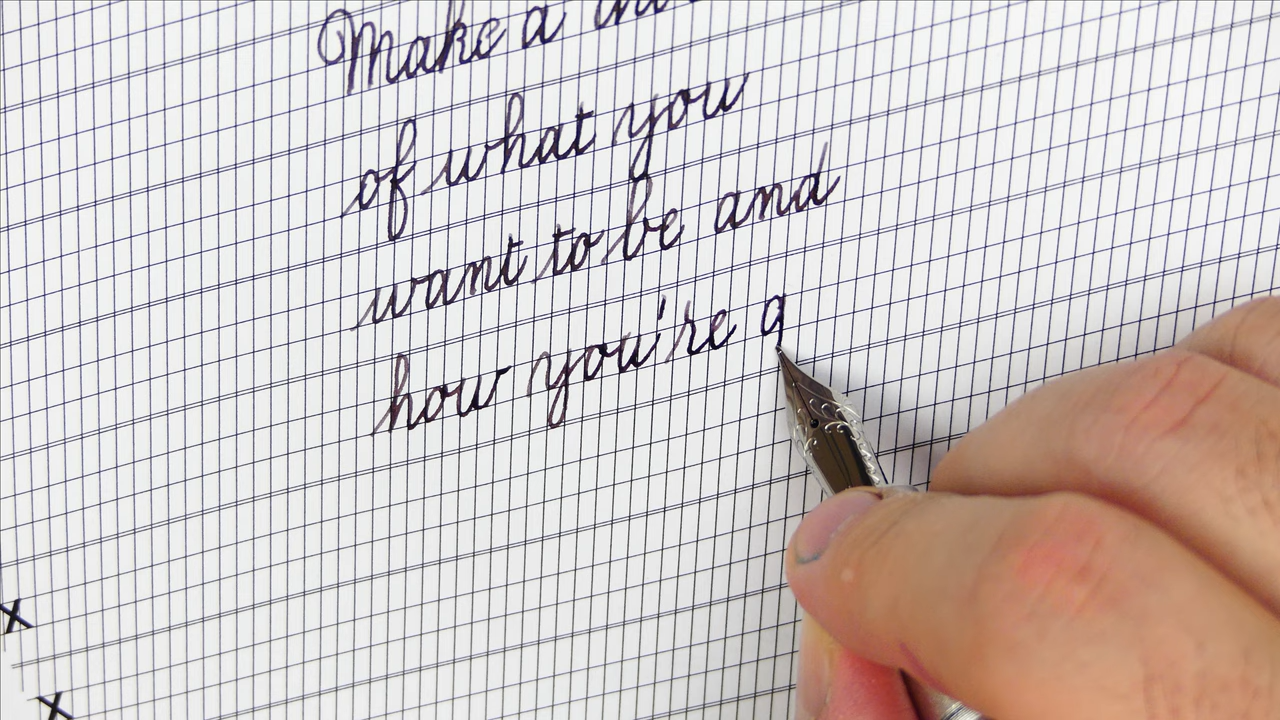 Make a
of what you
want to be and
how you're g
x
x